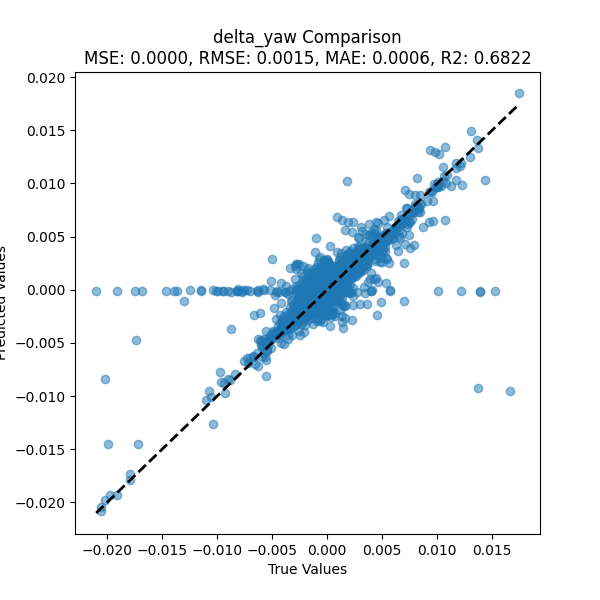 delta_yaw Comparison
MSE: 0.0000, RMSE: 0.0015, MAE: 0.0006, R2: 0.6822
0.020
0.015
0.010
0.005
0.000
−0.005
−0.010
−0.015
−0.020
Predicted Values
−0.020 −0.015 −0.010 −0.005 0.000 0.005 0.010 0.015
True Values